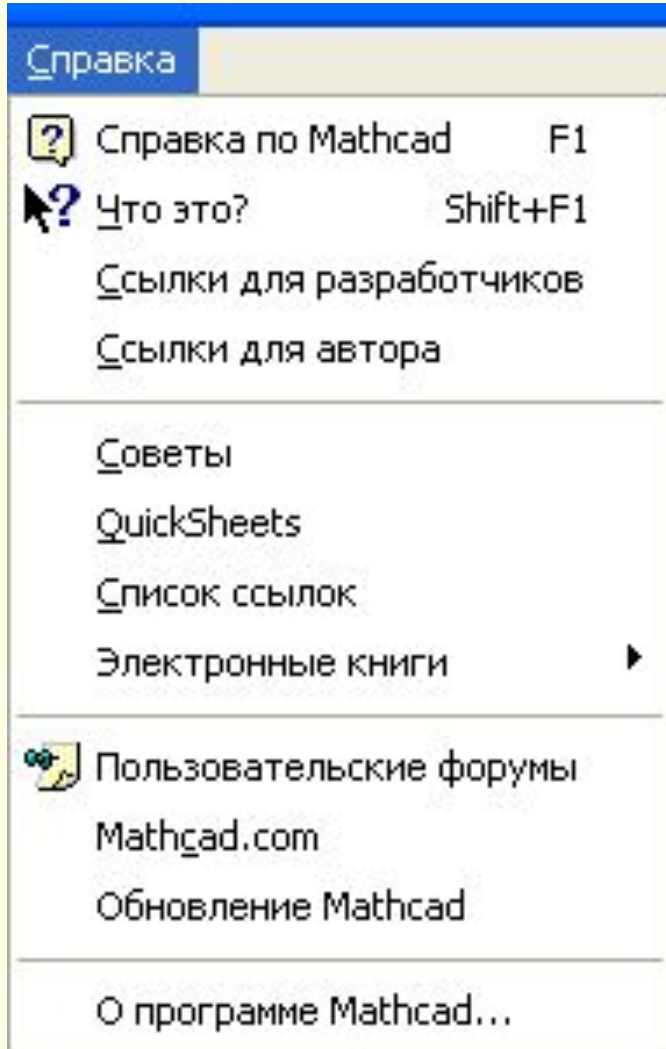 Справка
Справка по Mathcad F1
Что это? Shift+F1
Ссылки для разработчиков
Ссылки для автора
Советы
QuickSheets
Список ссылок
Электронные книги
Пользовательские форумы
Mathcad.com
Обновление Mathcad
О программе Mathcad...